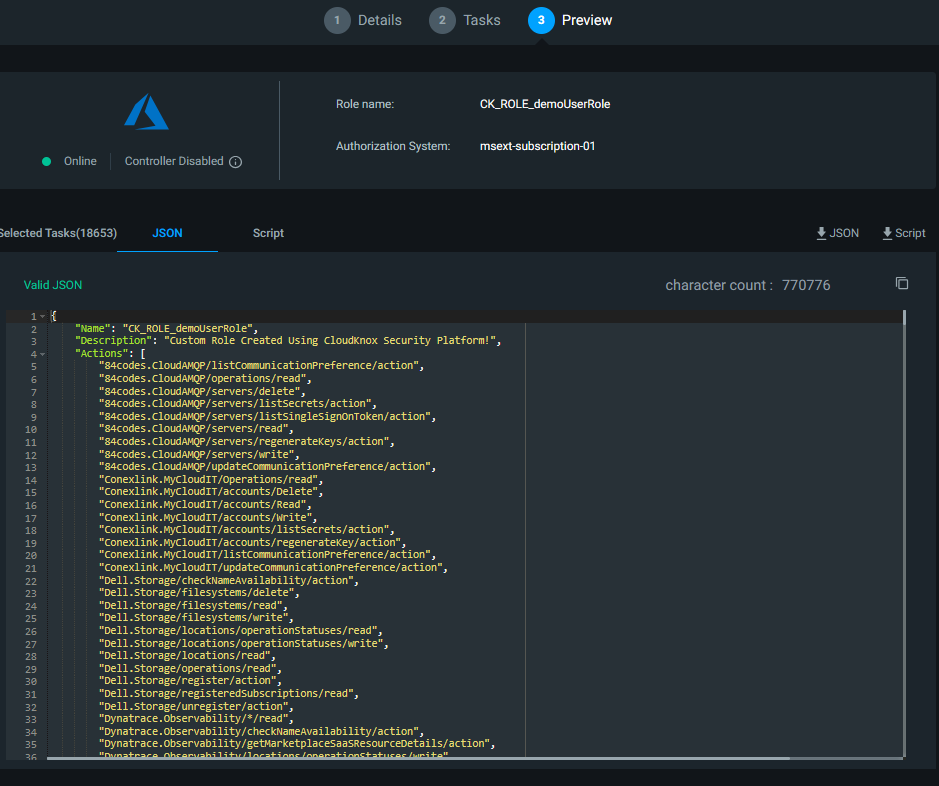 1 Details 2 Tasks 3 Preview
Role name: CK_ROLE_demoUserRole
Authorization System: msext-subscription-01
Online Controller Disabled
Selected Tasks(18653) JSON Script JSON Script
Valid JSON character count : 770776
1 {
2 "Name": "CK_ROLE_demoUserRole",
3 "Description": "Custom Role Created Using CloudKnox Security Platform!",
4 "Actions": [
5 "84codes.CloudAMQP/listCommunicationPreference/action",
6 "84codes.CloudAMQP/operations/read",
7 "84codes.CloudAMQP/servers/delete",
8 "84codes.CloudAMQP/servers/listSecrets/action",
9 "84codes.CloudAMQP/servers/listSingleSignOnToken/action",
10 "84codes.CloudAMQP/servers/read",
11 "84codes.CloudAMQP/servers/regenerateKeys/action",
12 "84codes.CloudAMQP/servers/write",
13 "84codes.CloudAMQP/updateCommunicationPreference/action",
14 "Conexlink.MyCloudIT/Operations/read",
15 "Conexlink.MyCloudIT/accounts/Delete",
16 "Conexlink.MyCloudIT/accounts/Read",
17 "Conexlink.MyCloudIT/accounts/Write",
18 "Conexlink.MyCloudIT/accounts/listSecrets/action",
19 "Conexlink.MyCloudIT/accounts/regenerateKey/action",
20 "Conexlink.MyCloudIT/listCommunicationPreference/action",
21 "Conexlink.MyCloudIT/updateCommunicationPreference/action",
22 "Dell.Storage/checkNameAvailability/action",
23 "Dell.Storage/filesystems/delete",
24 "Dell.Storage/filesystems/read",
25 "Dell.Storage/filesystems/write",
26 "Dell.Storage/locations/operationStatuses/read",
27 "Dell.Storage/locations/operationStatuses/write",
28 "Dell.Storage/locations/read",
29 "Dell.Storage/operations/read",
30 "Dell.Storage/register/action",
31 "Dell.Storage/registeredSubscriptions/read",
32 "Dell.Storage/unregister/action",
33 "Dynatrace.Observability/*/read",
34 "Dynatrace.Observability/checkNameAvailability/action",
35 "Dynatrace.Observability/getMarketplaceSaaSResourceDetails/action",
36 "Dynatrace.Observability/locations/operationStatuses/write"